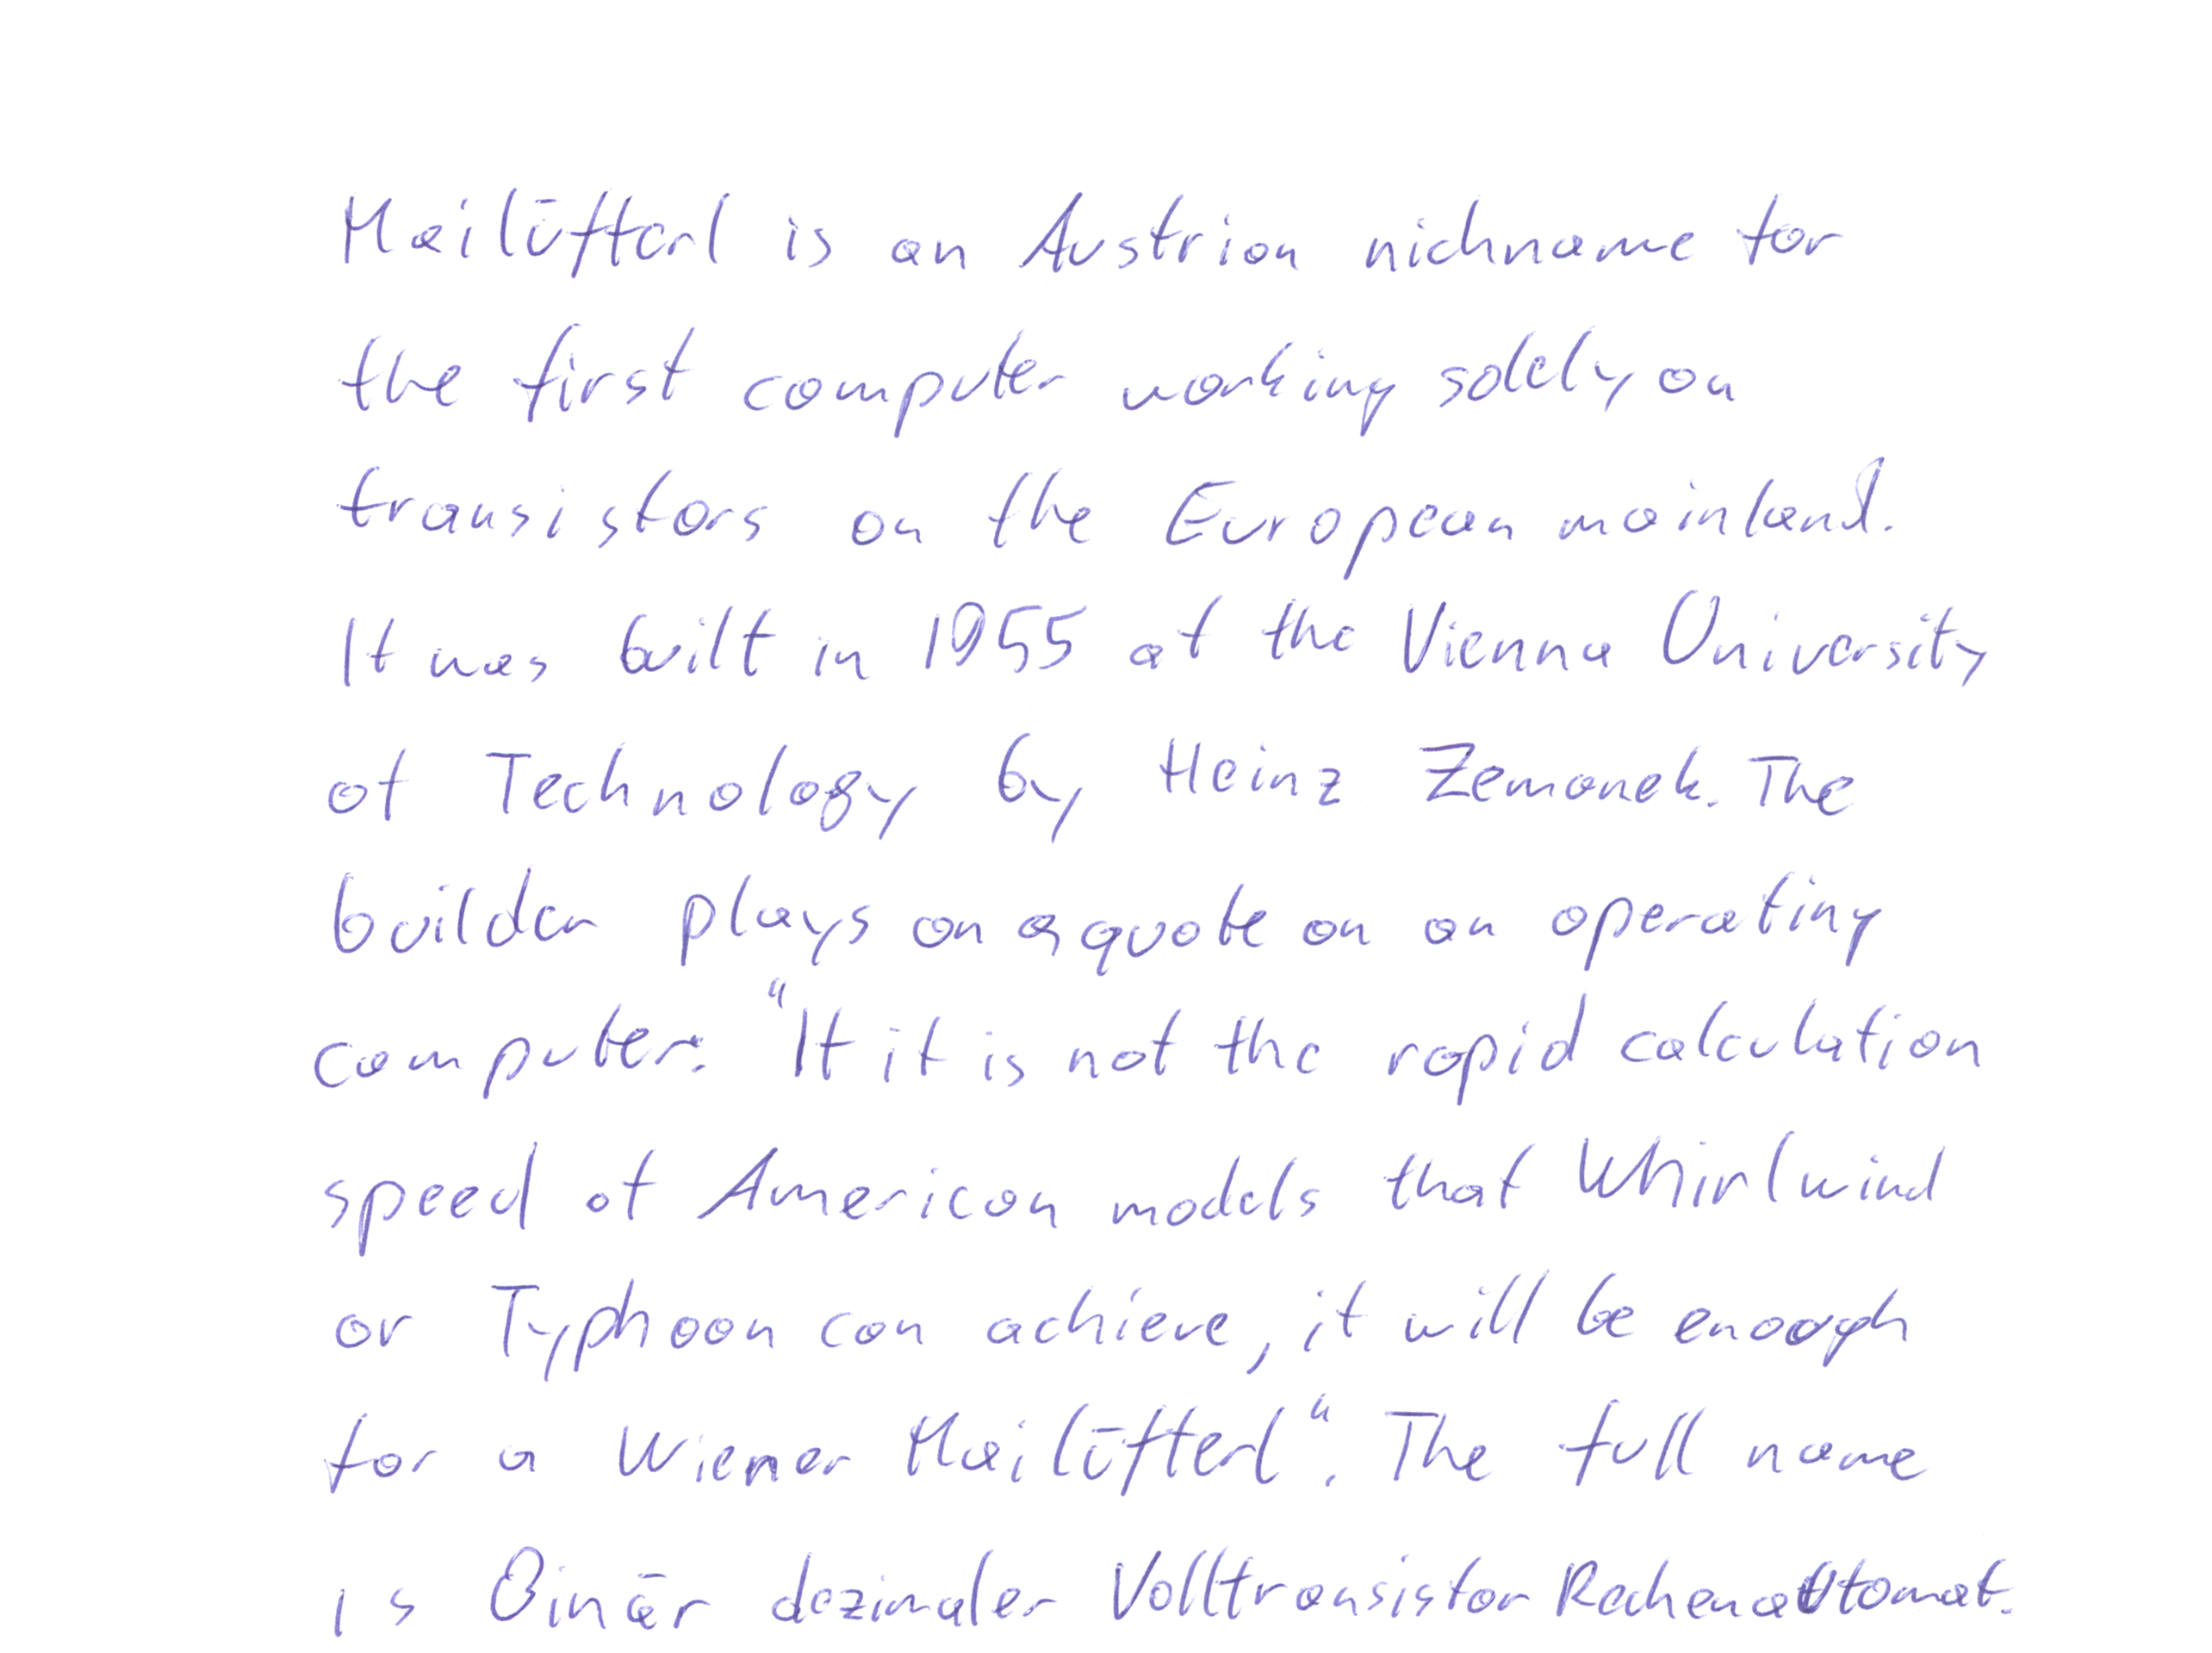 Mailüfterl is an Austrian nickname for
the first computer working solely on
transistors on the European mainland.
It was built in 1955 at the Vienna University
of Technology by Heinz Zemanek. The
builder plays on a quote on an operating
computer: "If it is not the rapid calculation
speed of American models that Whirlwind
or Typhoon can achieve, it will be enough
for a Wiener Mailüfterl". The full name
is Binär dezimaler Volltransistor Rechenautomat.